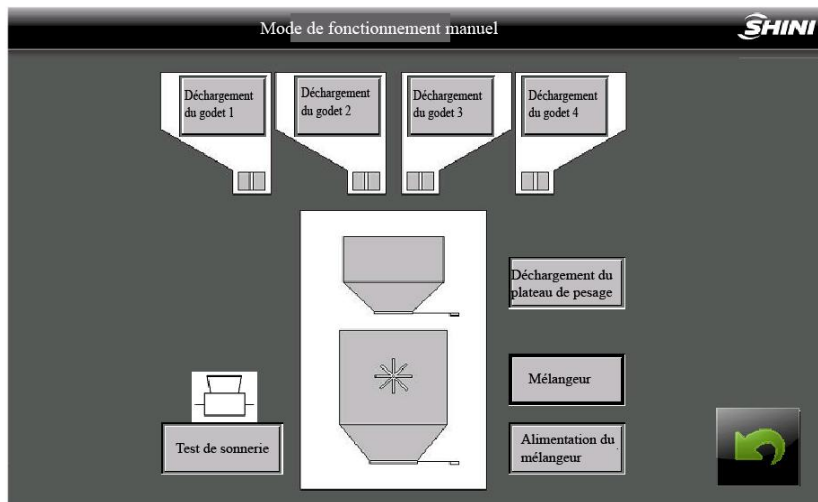 Mode de fonctionnement manuel
SHINI
Déchargement
du godet 1
Déchargement
du godet 2
Déchargement
du godet 3
Déchargement
du godet 4
Déchargement du
plateau de pesage
Mélangeur
Test de sonnerie
Alimentation du
mélangeur